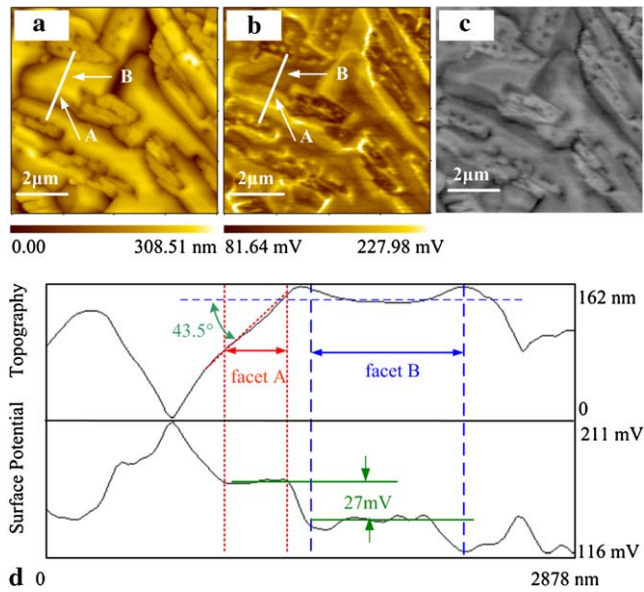 a
b
c
B
A
B
A
2μm
2μm
2μm
0.00 308.51 nm
81.64 mV 227.98 mV
Topography
162 nm
43.5°
facet A
facet B
0
Surface Potential
211 mV
27mV
116 mV
d 0 2878 nm